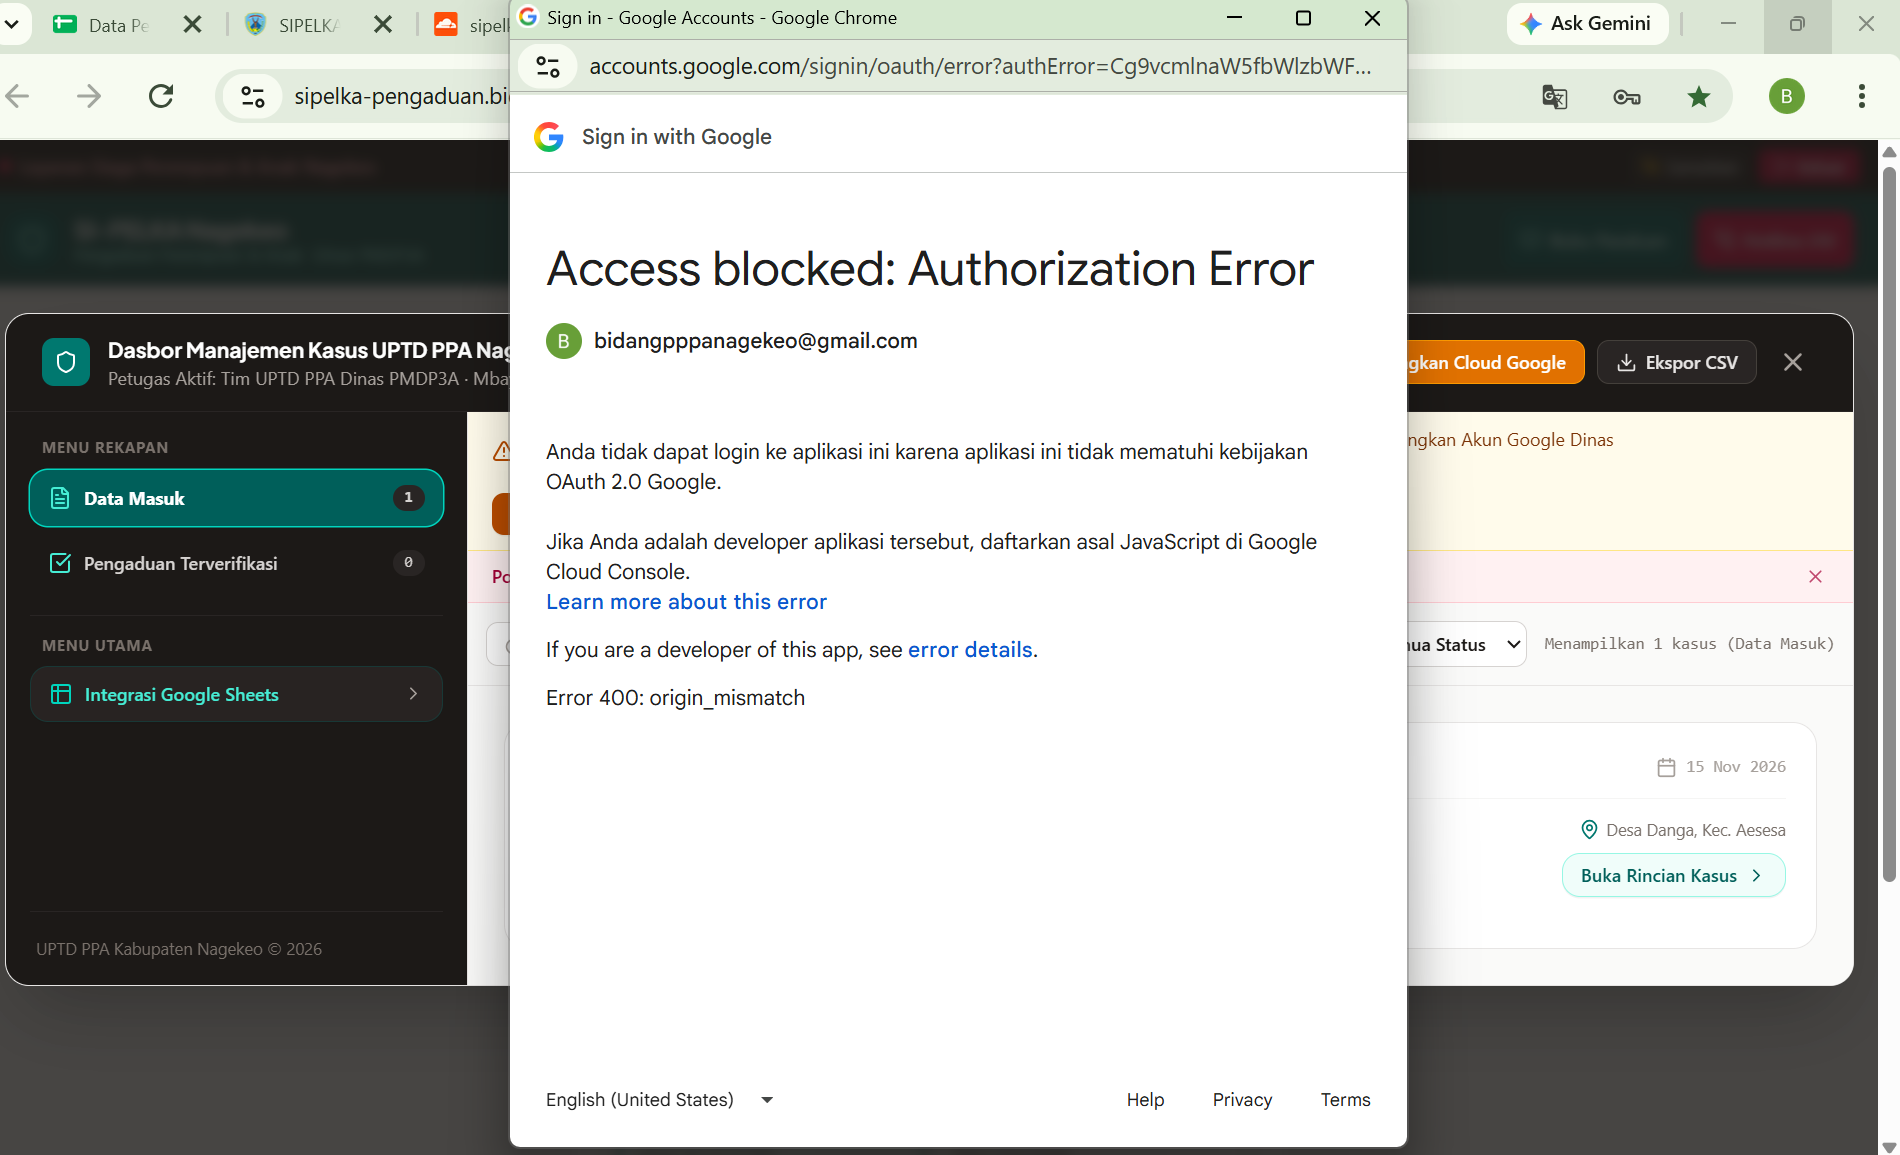 Data Pe
SIPELKA
sipelk
Sign in - Google Accounts - Google Chrome
Ask Gemini
sipelka-pengaduan.bi
accounts.google.com/signin/oauth/error?authError=Cg9vcmlnaW5fbWlzbWF...
B
Sign in with Google
Access blocked: Authorization Error
B
bidangpppanagekeo@gmail.com
Anda tidak dapat login ke aplikasi ini karena aplikasi ini tidak mematuhi kebijakan
OAuth 2.0 Google.
Jika Anda adalah developer aplikasi tersebut, daftarkan asal JavaScript di Google
Cloud Console.
Learn more about this error
If you are a developer of this app, see error details.
Error 400: origin_mismatch
English (United States)
Help
Privacy
Terms
Dasbor Manajemen Kasus UPTD PPA Nag
Petugas Aktif: Tim UPTD PPA Dinas PMDP3A · Mba
gkan Cloud Google
Ekspor CSV
MENU REKAPAN
Data Masuk
1
Pengaduan Terverifikasi
0
MENU UTAMA
Integrasi Google Sheets
UPTD PPA Kabupaten Nagekeo © 2026
ngkan Akun Google Dinas
Status
Menampilkan 1 kasus (Data Masuk)
15 Nov 2026
Desa Danga, Kec. Aesesa
Buka Rincian Kasus